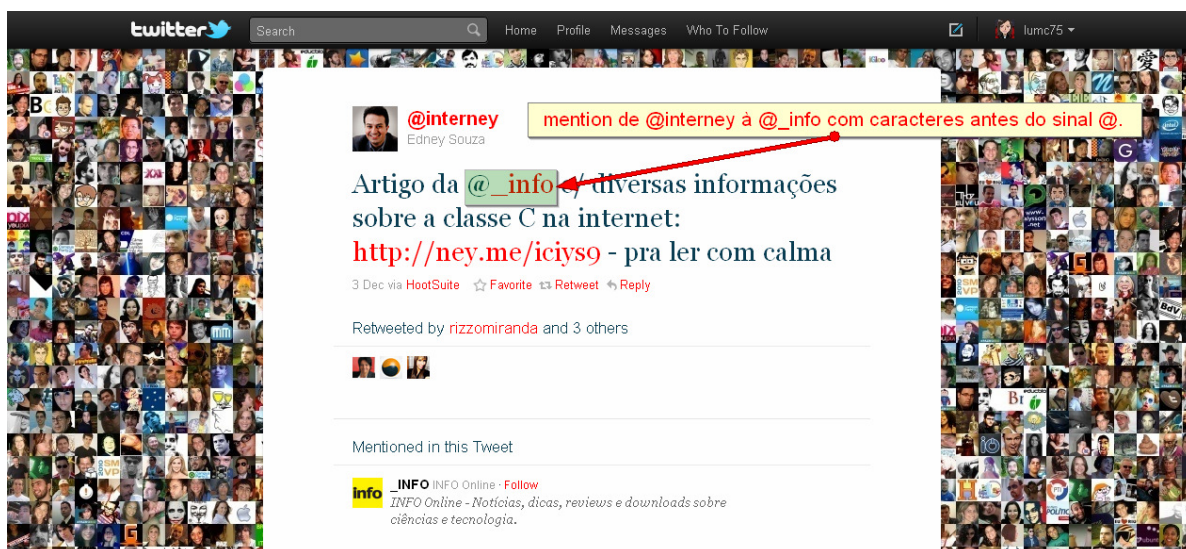 twitter
Search
Home Profile Messages Who To Follow
lumc75
@interney
Edney Souza
mention de @interney à @_info com caracteres antes do sinal @.
Artigo da @_info c/ diversas informações
sobre a classe C na internet:
http://ney.me/iciys9 - pra ler com calma
3 Dec via HootSuite Favorite Retweet Reply
Retweeted by rizzomiranda and 3 others
Mentioned in this Tweet
info
_INFO INFO Online · Follow
INFO Online - Notícias, dicas, reviews e downloads sobre
ciências e tecnologia.